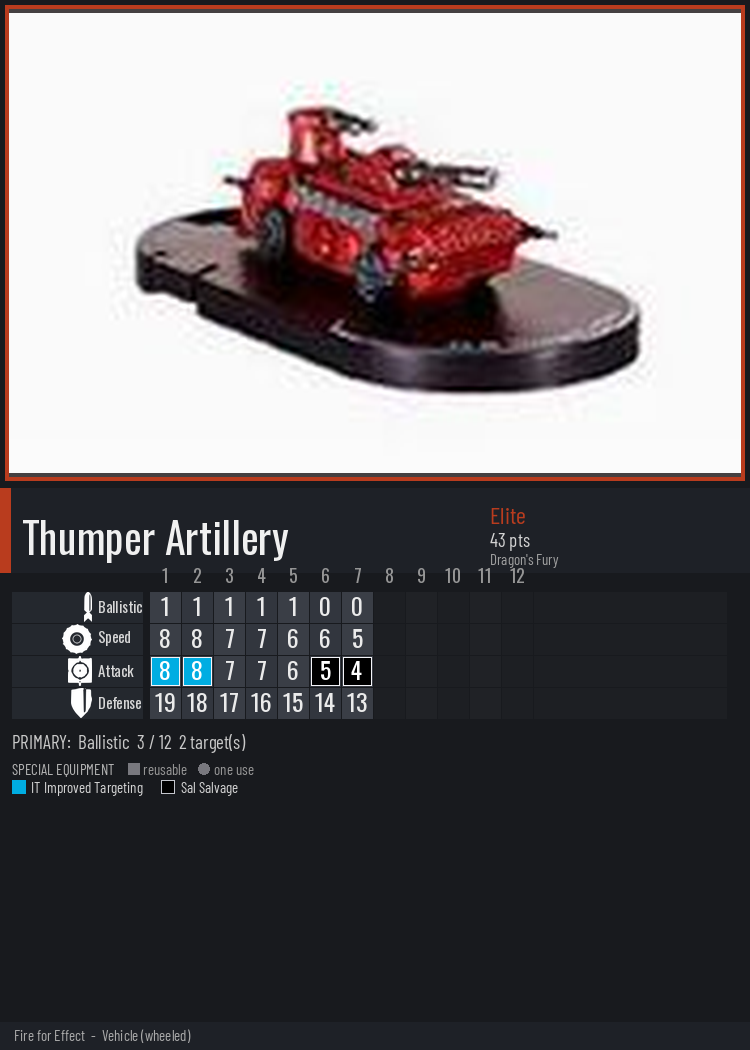 Thumper Artillery
Elite
43 pts
Dragon's Fury
1 2 3 4 5 6 7 8 9 10 11 12
Ballistic 1 1 1 1 1 0 0
Speed 8 8 7 7 6 6 5
Attack 8 8 7 7 6 5 4
Defense 19 18 17 16 15 14 13
PRIMARY: Ballistic 3 / 12 2 target(s)
SPECIAL EQUIPMENT reusable one use
IT Improved Targeting Sal Salvage
Fire for Effect - Vehicle (wheeled)